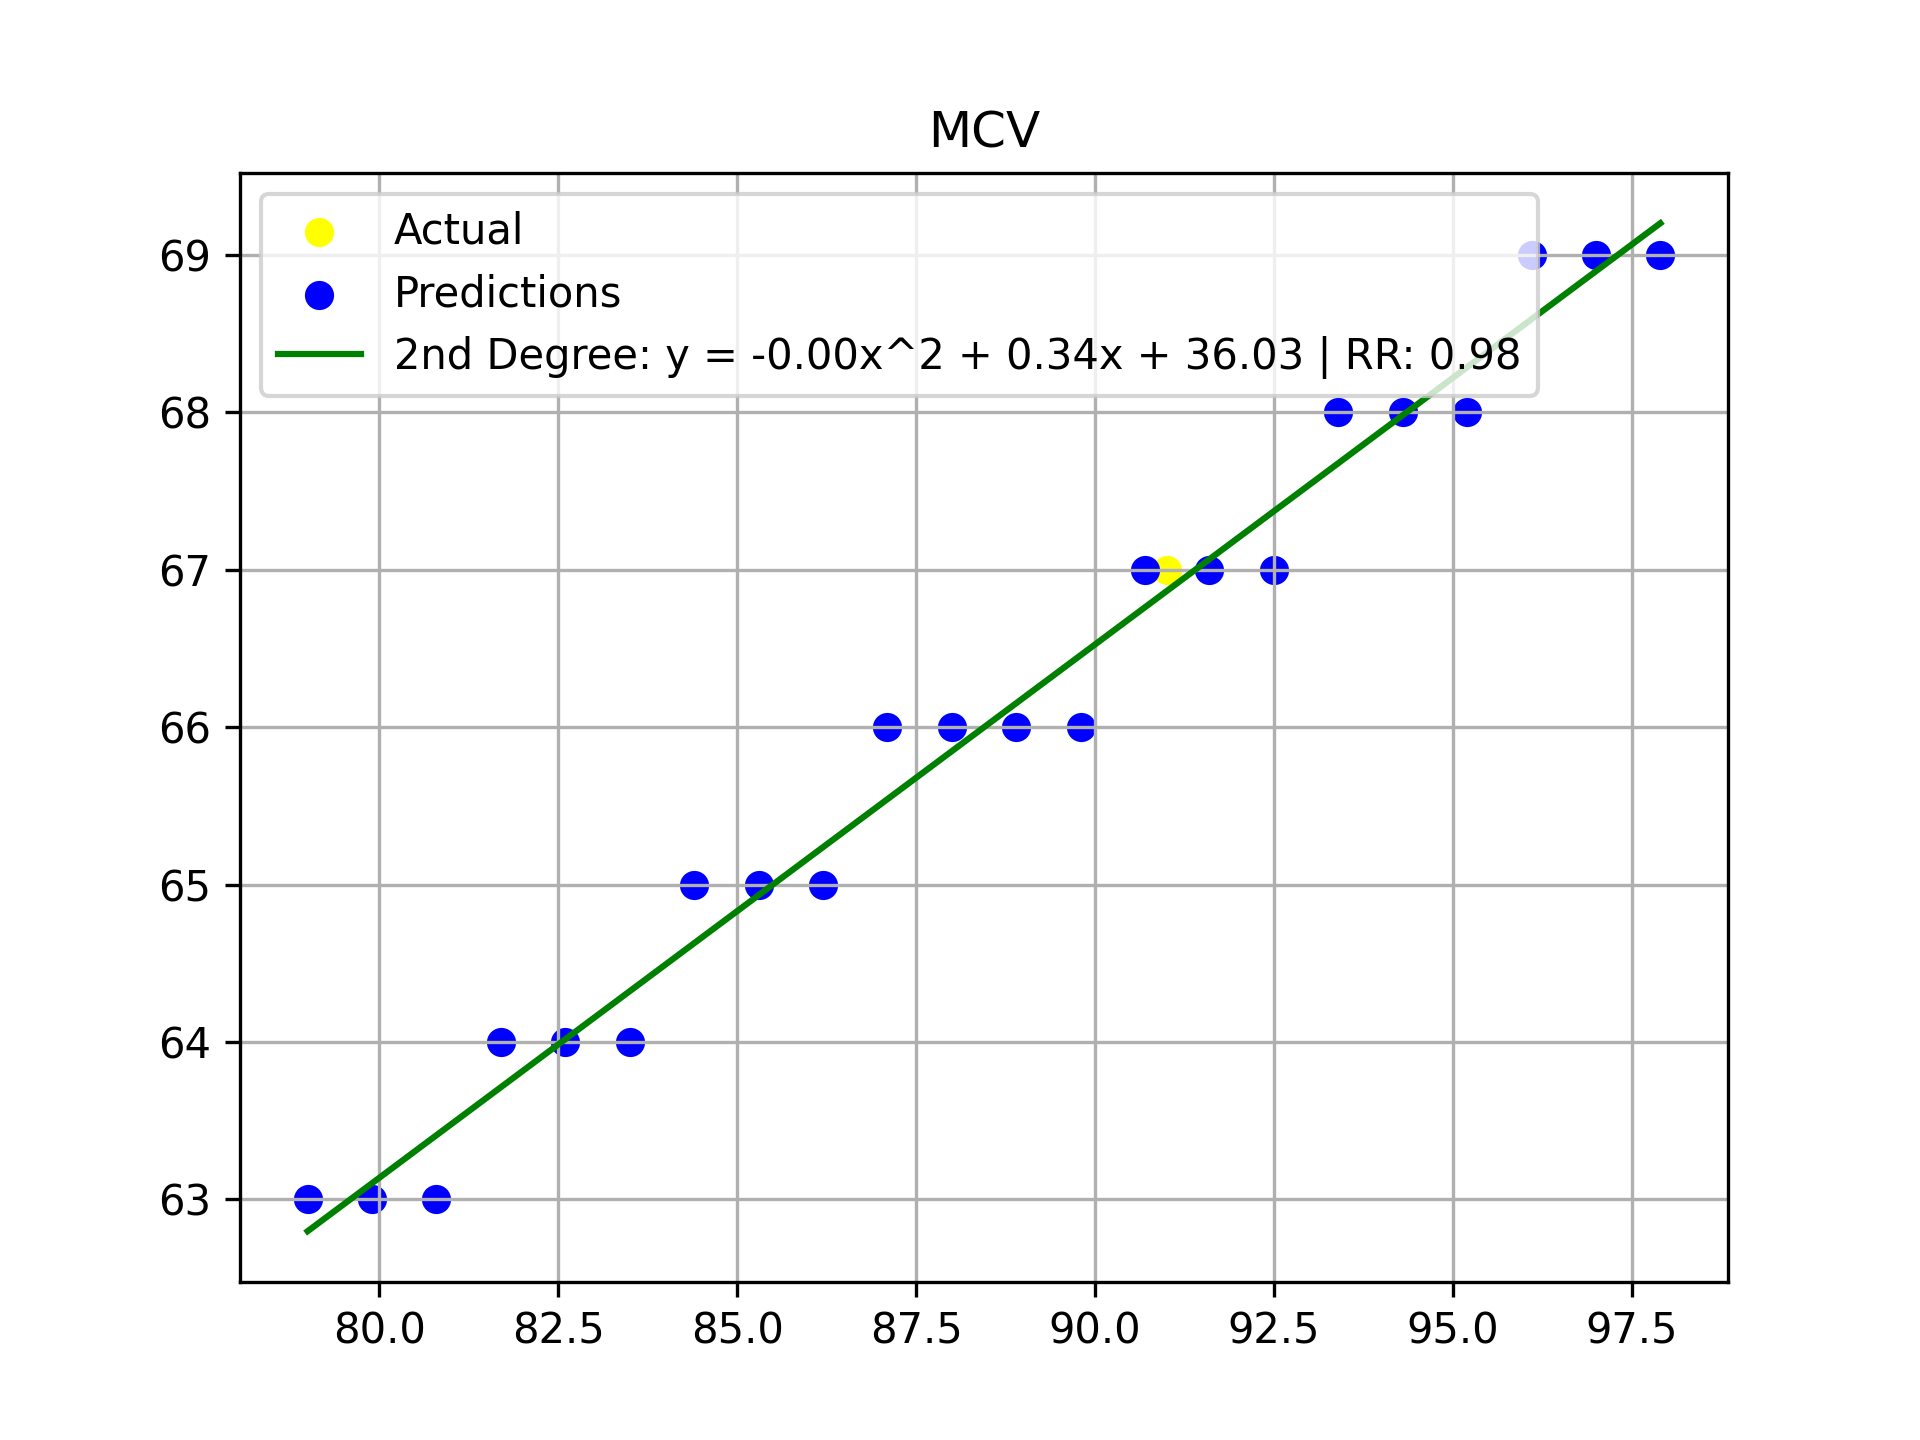 MCV
Actual
Predictions
2nd Degree: y = -0.00x^2 + 0.34x + 36.03 | RR: 0.98
69
68
67
66
65
64
63
80.0 82.5 85.0 87.5 90.0 92.5 95.0 97.5